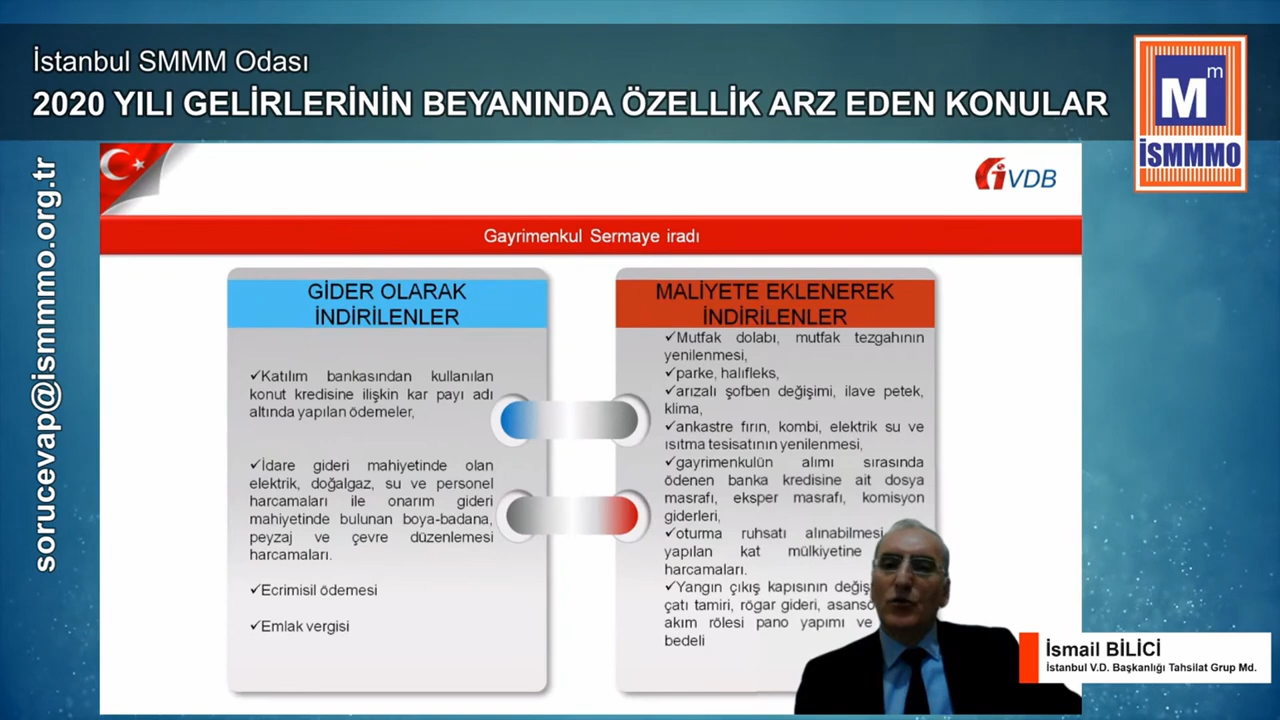 İstanbul SMMM Odası
2020 YILI GELİRLERİNİN BEYANINDA ÖZELLİK ARZ EDEN KONULAR
Mm
İSMMMO
sorucevap@ismmmo.org.tr
iVDB
Gayrimenkul Sermaye iradı
GİDER OLARAK
İNDİRİLENLER
✓Katılım bankasından kullanılan
konut kredisine ilişkin kar payı adı
altında yapılan ödemeler,
✓İdare gideri mahiyetinde olan
elektrik, doğalgaz, su ve personel
harcamaları ile onarım gideri
mahiyetinde bulunan boya-badana,
peyzaj ve çevre düzenlemesi
harcamaları.
✓Ecrimisil ödemesi
✓Emlak vergisi
MALİYETE EKLENEREK
İNDİRİLENLER
✓Mutfak dolabı, mutfak tezgahının
yenilenmesi,
✓parke, halıfleks,
✓arızalı şofben değişimi, ilave petek,
klima,
✓ankastre fırın, kombi, elektrik su ve
ısıtma tesisatının yenilenmesi,
✓gayrimenkulün alımı sırasında
ödenen banka kredisine ait dosya
masrafı, eksper masrafı, komisyon
giderleri,
✓oturma ruhsatı alınabilmesi
yapılan kat mülkiyetine
harcamaları.
✓Yangın çıkış kapısının
çatı tamiri, rögar gideri,
akım rölesi pano yapımı ve
bedeli
İsmail BİLİCİ
İstanbul V.D. Başkanlığı Tahsilat Grup Md.